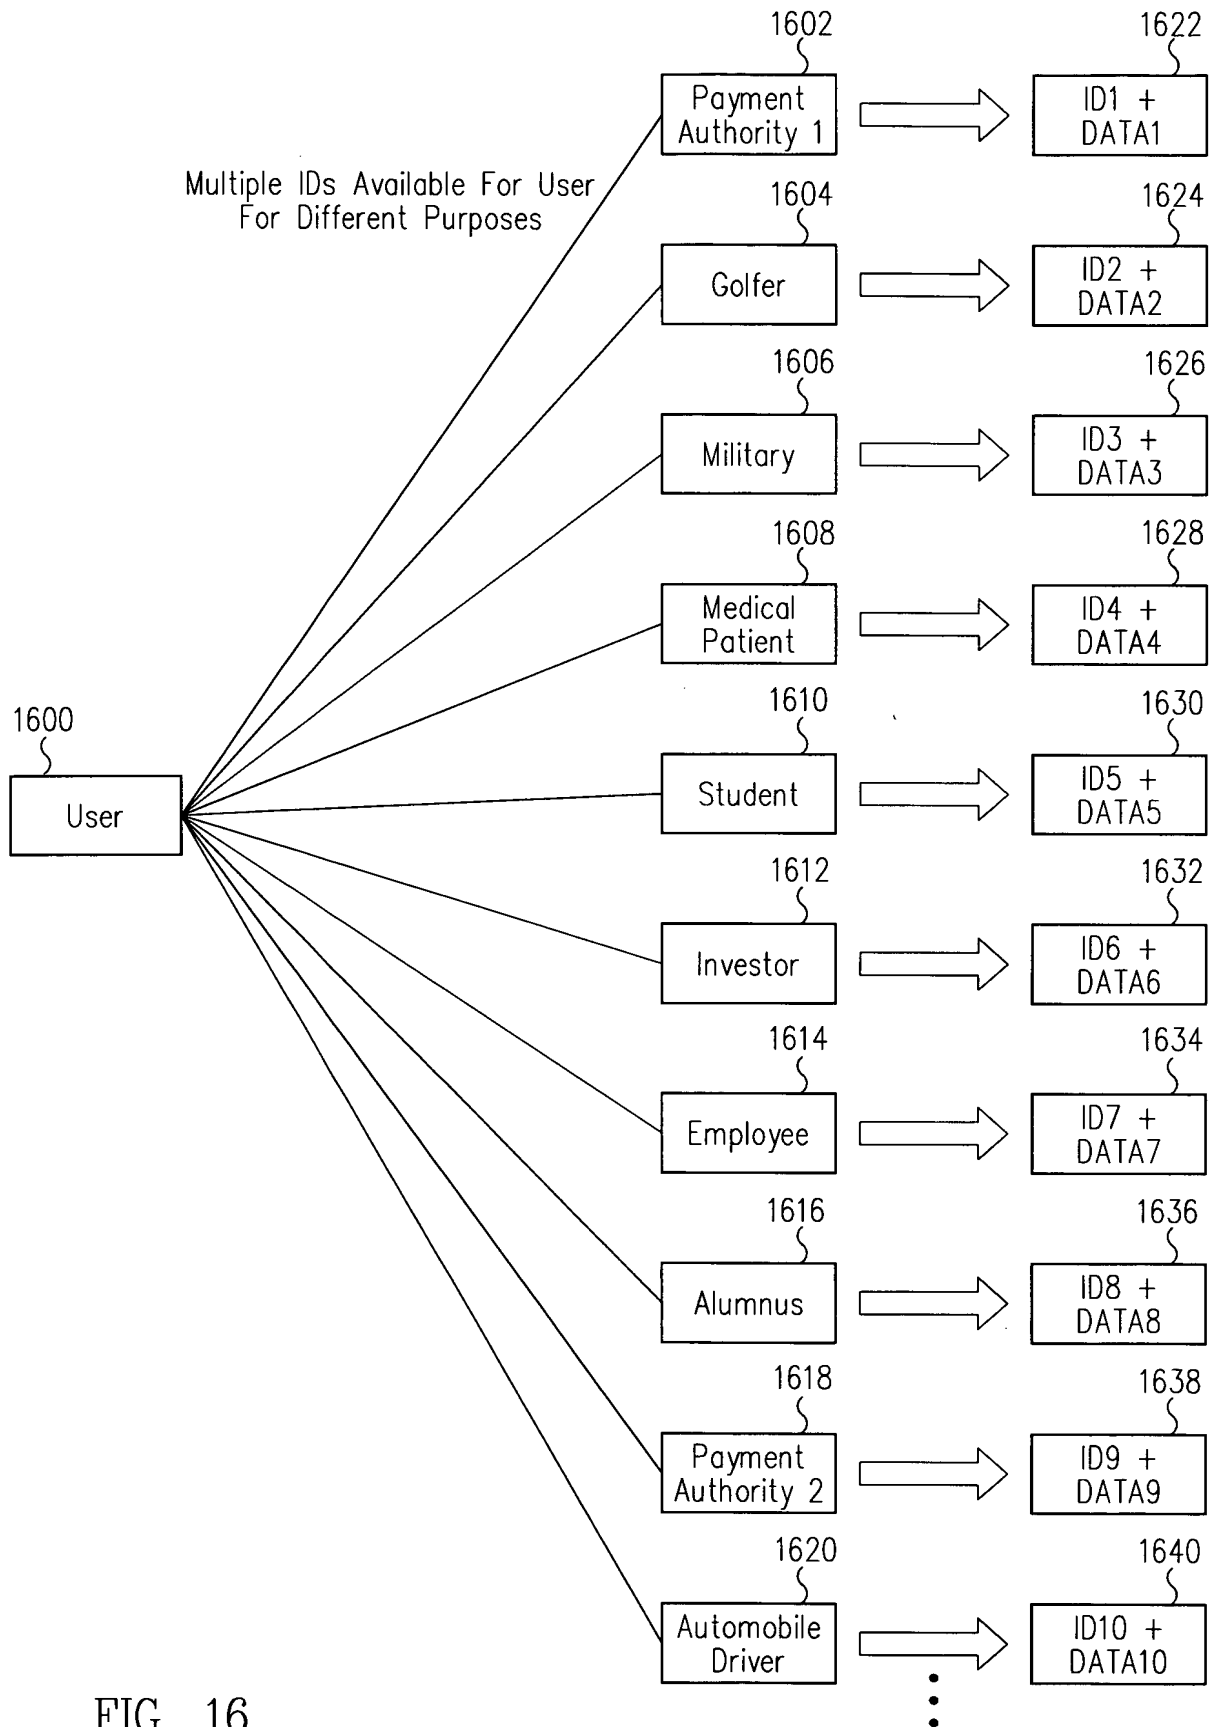 1602
1622
Payment
Authority 1
ID1 +
DATA1
Multiple IDs Available For User
For Different Purposes
1604
1624
Golfer
ID2 +
DATA2
1606
1626
Military
ID3 +
DATA3
1608
1628
Medical
Patient
ID4 +
DATA4
1600
User
1610
1630
Student
ID5 +
DATA5
1612
1632
Investor
ID6 +
DATA6
1614
1634
Employee
ID7 +
DATA7
1616
1636
Alumnus
ID8 +
DATA8
1618
1638
Payment
Authority 2
ID9 +
DATA9
1620
1640
Automobile
Driver
ID10 +
DATA10
FIG. 16